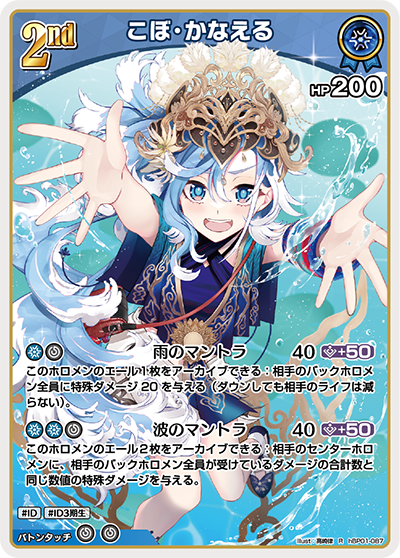 2nd
こぼ・かなえる
HP200
雨のマントラ 40 +50
このホロメンのエール1枚をアーカイブできる：相手のバックホロメ
ン全員に特殊ダメージ20を与える（ダウンしても相手のライフは減
らない）。
波のマントラ 40 +50
このホロメンのエール2枚をアーカイブできる：相手のセンターホロ
メンに、相手のバックホロメン全員が受けているダメージの合計数と
同じ数値の特殊ダメージを与える。
#ID #ID3期生
バトンタッチ
illust 高崎律 R hBP01-087